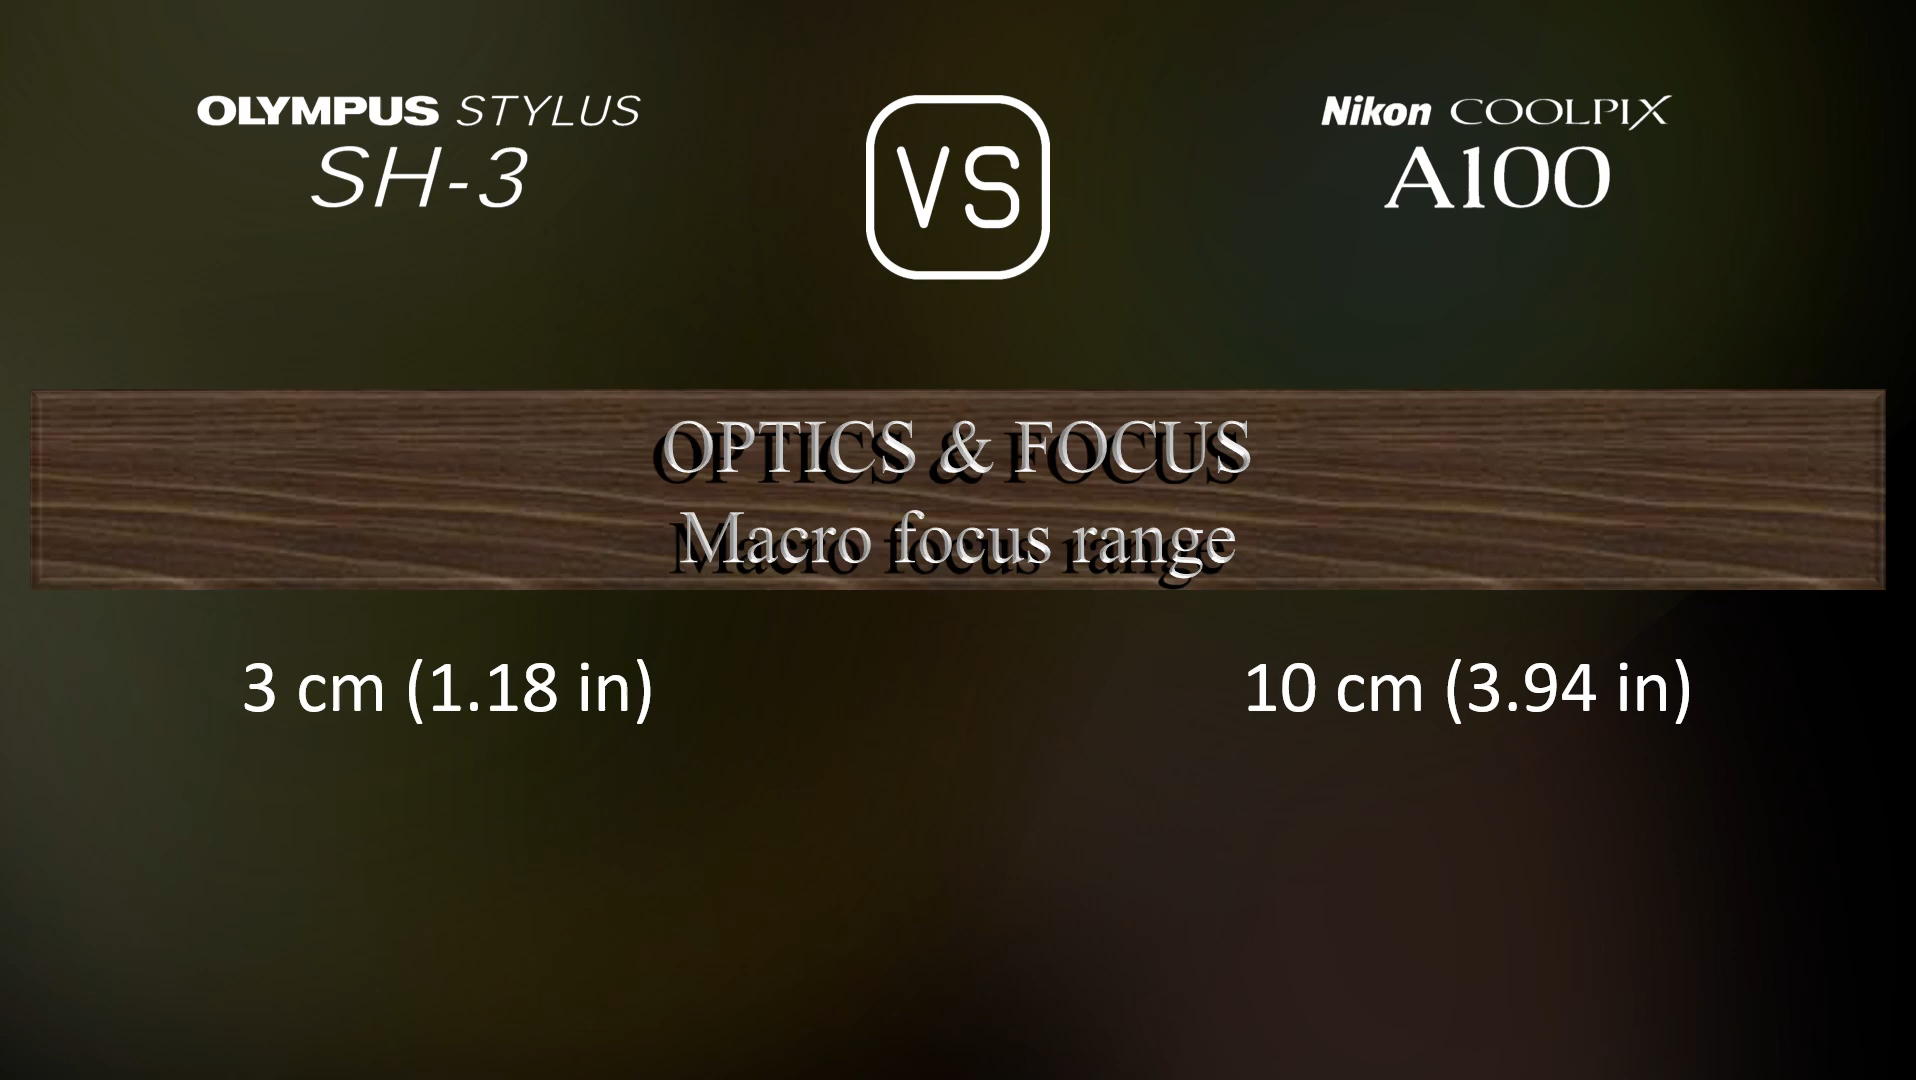 OLYMPUS STYLUS
SH-3
VS
Nikon COOLPIX
A100
OPTICS & FOCUS
Macro focus range
3 cm (1.18 in)
10 cm (3.94 in)